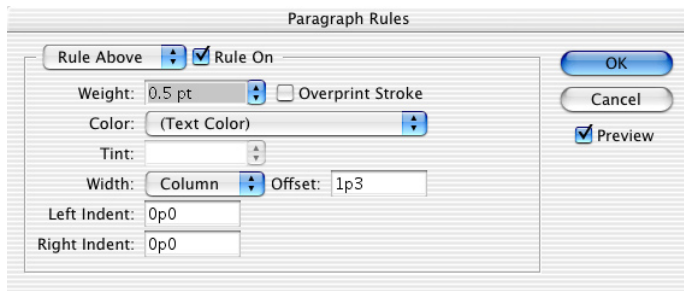 Paragraph Rules
Rule Above Rule On
OK
Weight: 0.5 pt Overprint Stroke
Cancel
Color: (Text Color)
Preview
Tint:
Width: Column Offset: 1p3
Left Indent: 0p0
Right Indent: 0p0